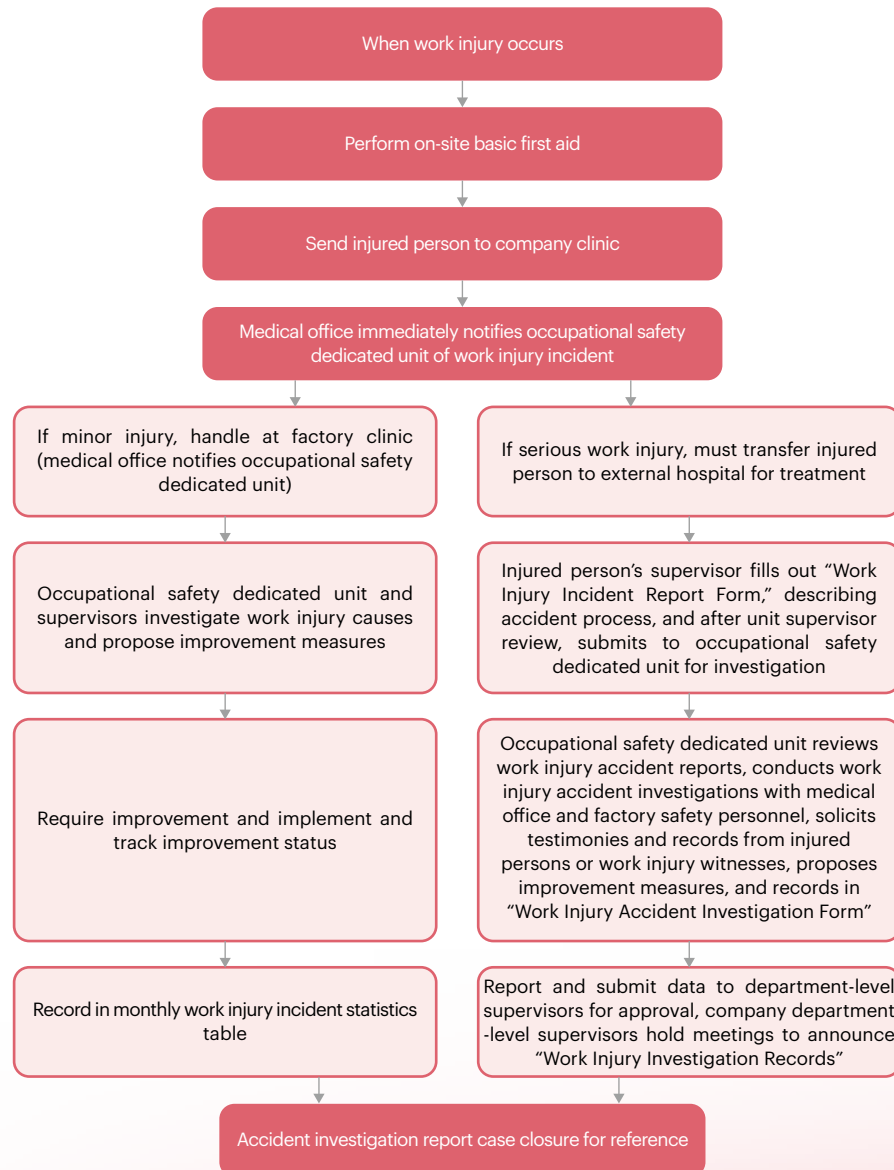 When work injury occurs
Perform on-site basic first aid
Send injured person to company clinic
Medical office immediately notifies occupational safety
dedicated unit of work injury incident
If minor injury, handle at factory clinic
(medical office notifies occupational safety
dedicated unit)
Occupational safety dedicated unit and
supervisors investigate work injury causes
and propose improvement measures
Require improvement and implement and
track improvement status
Record in monthly work injury incident statistics
table
If serious work injury, must transfer injured
person to external hospital for treatment
Injured person’s supervisor fills out “Work
Injury Incident Report Form,” describing
accident process, and after unit supervisor
review, submits to occupational safety
dedicated unit for investigation
Occupational safety dedicated unit reviews
work injury accident reports, conducts work
injury accident investigations with medical
office and factory safety personnel, solicits
testimonies and records from injured
persons or work injury witnesses, proposes
improvement measures, and records in
“Work Injury Accident Investigation Form”
Report and submit data to department-level
supervisors for approval, company department
-level supervisors hold meetings to announce
“Work Injury Investigation Records”
Accident investigation report case closure for reference